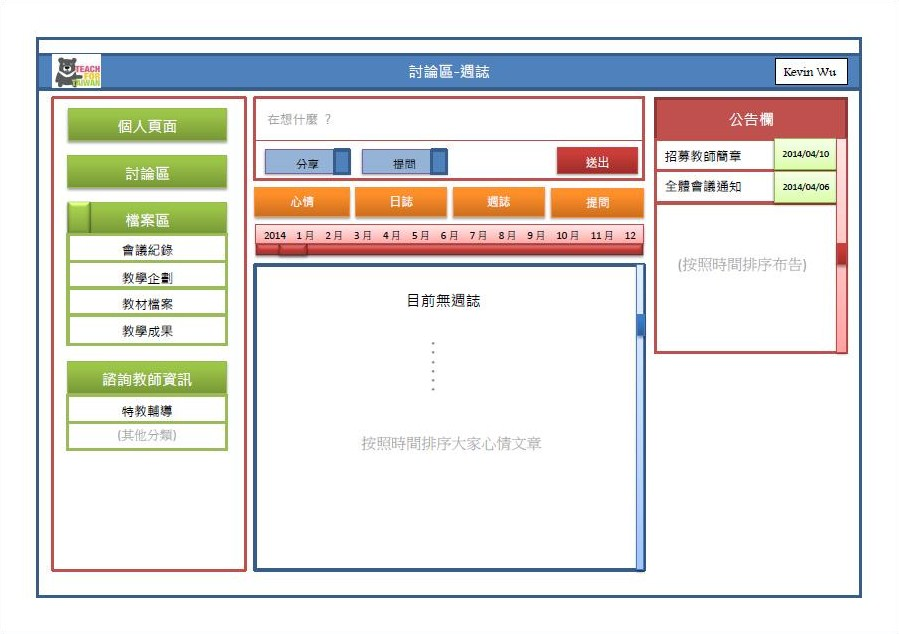 TEACH
FOR
TAIWAN
討論區-週誌
Kevin Wu
個人頁面
討論區
檔案區
會議紀錄
教學企劃
教材檔案
教學成果
諮詢教師資訊
特教輔導
(其他分類)
在想什麼 ？
分享 提問 送出
心情 日誌 週誌 提問
2014 1 月 2 月 3 月 4 月 5 月 6 月 7 月 8 月 9 月 10 月 11 月 12
目前無週誌
按照時間排序大家心情文章
公告欄
招募教師簡章 2014/04/10
全體會議通知 2014/04/06
(按照時間排序布告)